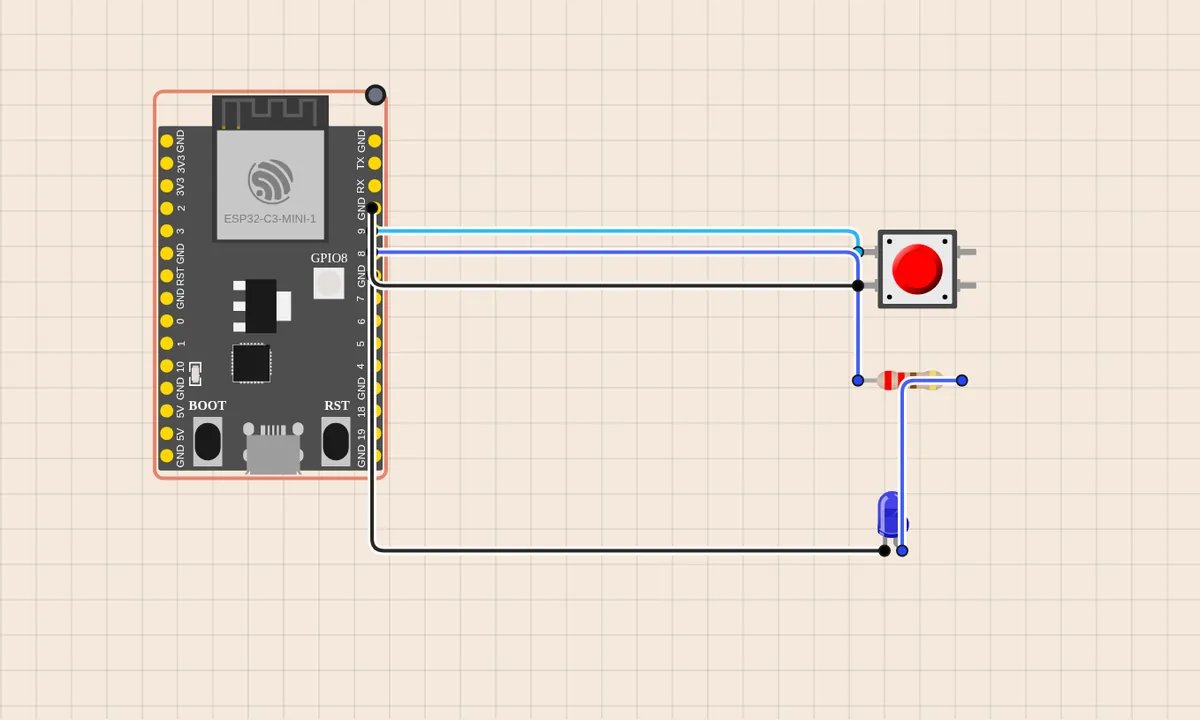 GND
3V3
3V3
2
3
GND
RST
GND
0
1
10
GND
5V
5V
GND
ESP32-C3-MINI-1
GPIO8
BOOT
RST
GND
TX
RX
GND
9
8
GND
7
6
5
4
GND
18
19
GND